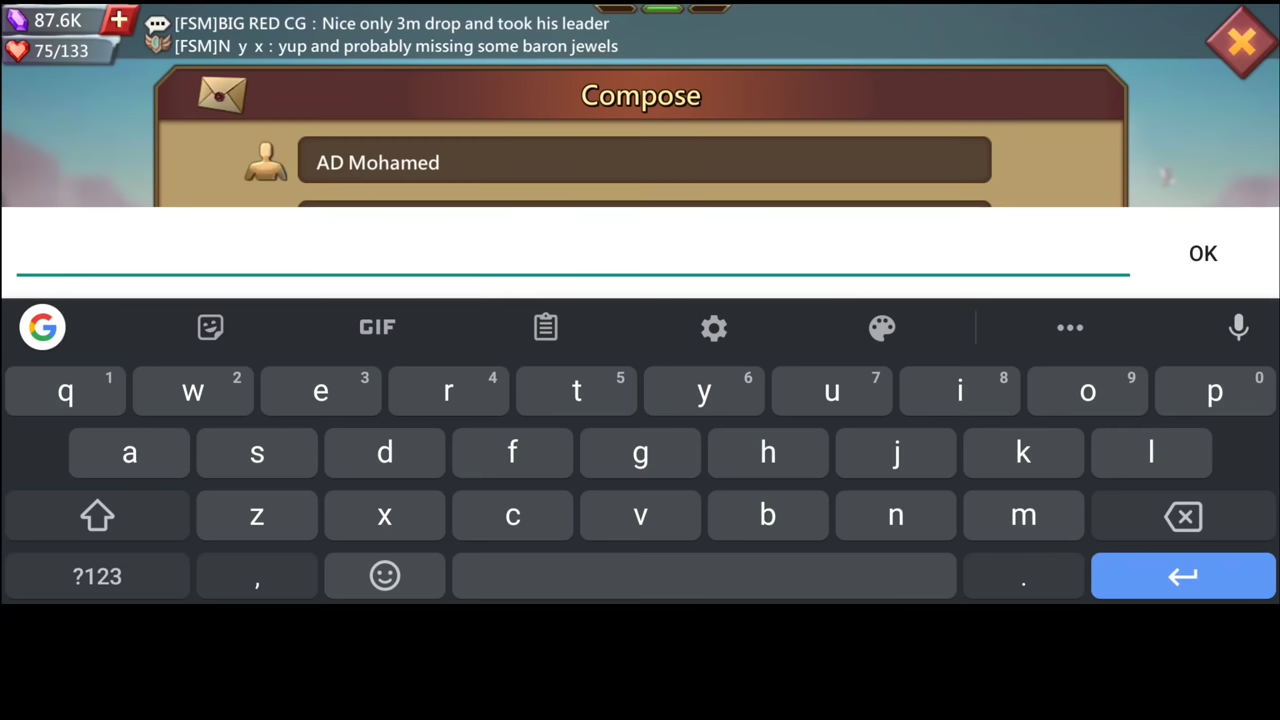 87.6K
[FSM]BIG RED CG : Nice only 3m drop and took his leader
75/133
[FSM]N y x : yup and probably missing some baron jewels
Compose
AD Mohamed
OK
G GIF
q 1 w 2 e 3 r 4 t 5 y 6 u 7 i 8 o 9 p 0
a s d f g h j k l
z x c v b n m
?123 , .